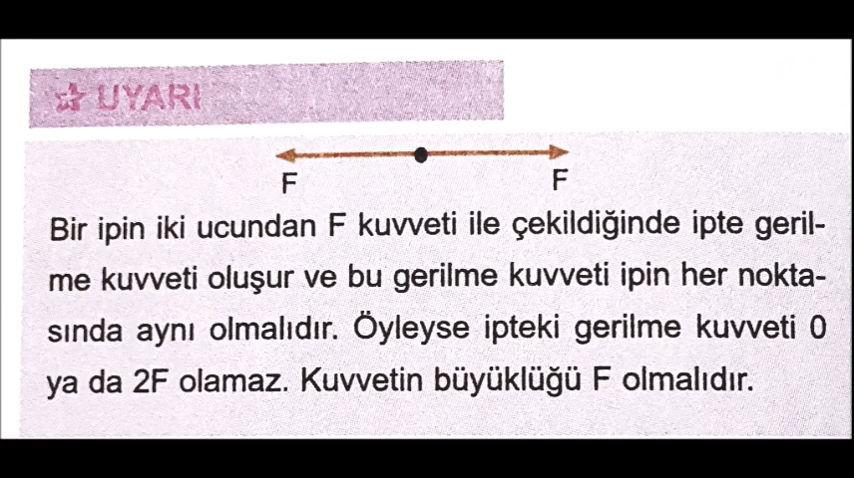 UYARI
F F
Bir ipin iki ucundan F kuvveti ile çekildiğinde ipte geril-
me kuvveti oluşur ve bu gerilme kuvveti ipin her nokta-
sında aynı olmalıdır. Öyleyse ipteki gerilme kuvveti 0
ya da 2F olamaz. Kuvvetin büyüklüğü F olmalıdır.